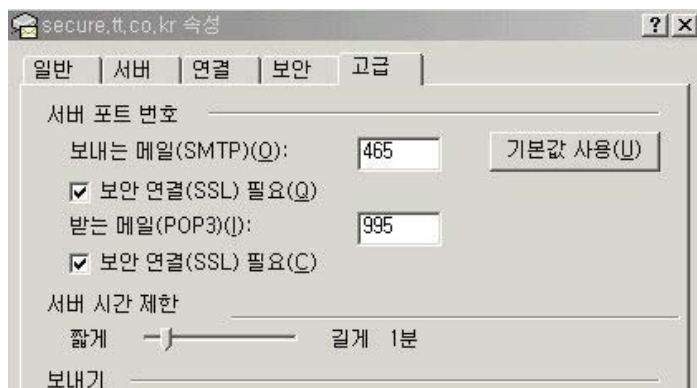 secure.tt.co.kr 속성
일반 서버 연결 보안 고급
서버 포트 번호
보내는 메일(SMTP)(O): 465 기본값 사용(U)
보안 연결(SSL) 필요(Q)
받는 메일(POP3)(I): 995
보안 연결(SSL) 필요(C)
서버 시간 제한
짧게 길게 1분
보내기